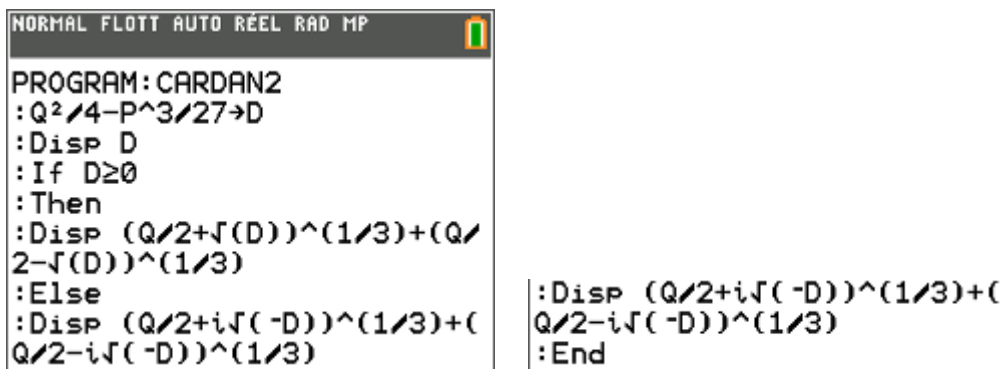 NORMAL FLOTT AUTO RÉEL RAD MP
PROGRAM:CARDAN2
:Q²/4-P^3/27→D
:Disp D
:If D≥0
:Then
:Disp (Q/2+√(D))^(1/3)+(Q/
2-√(D))^(1/3)
:Else
:Disp (Q/2+i√(⁻D))^(1/3)+(
Q/2-i√(⁻D))^(1/3)
:Disp (Q/2+i√(⁻D))^(1/3)+(
Q/2-i√(⁻D))^(1/3)
:End